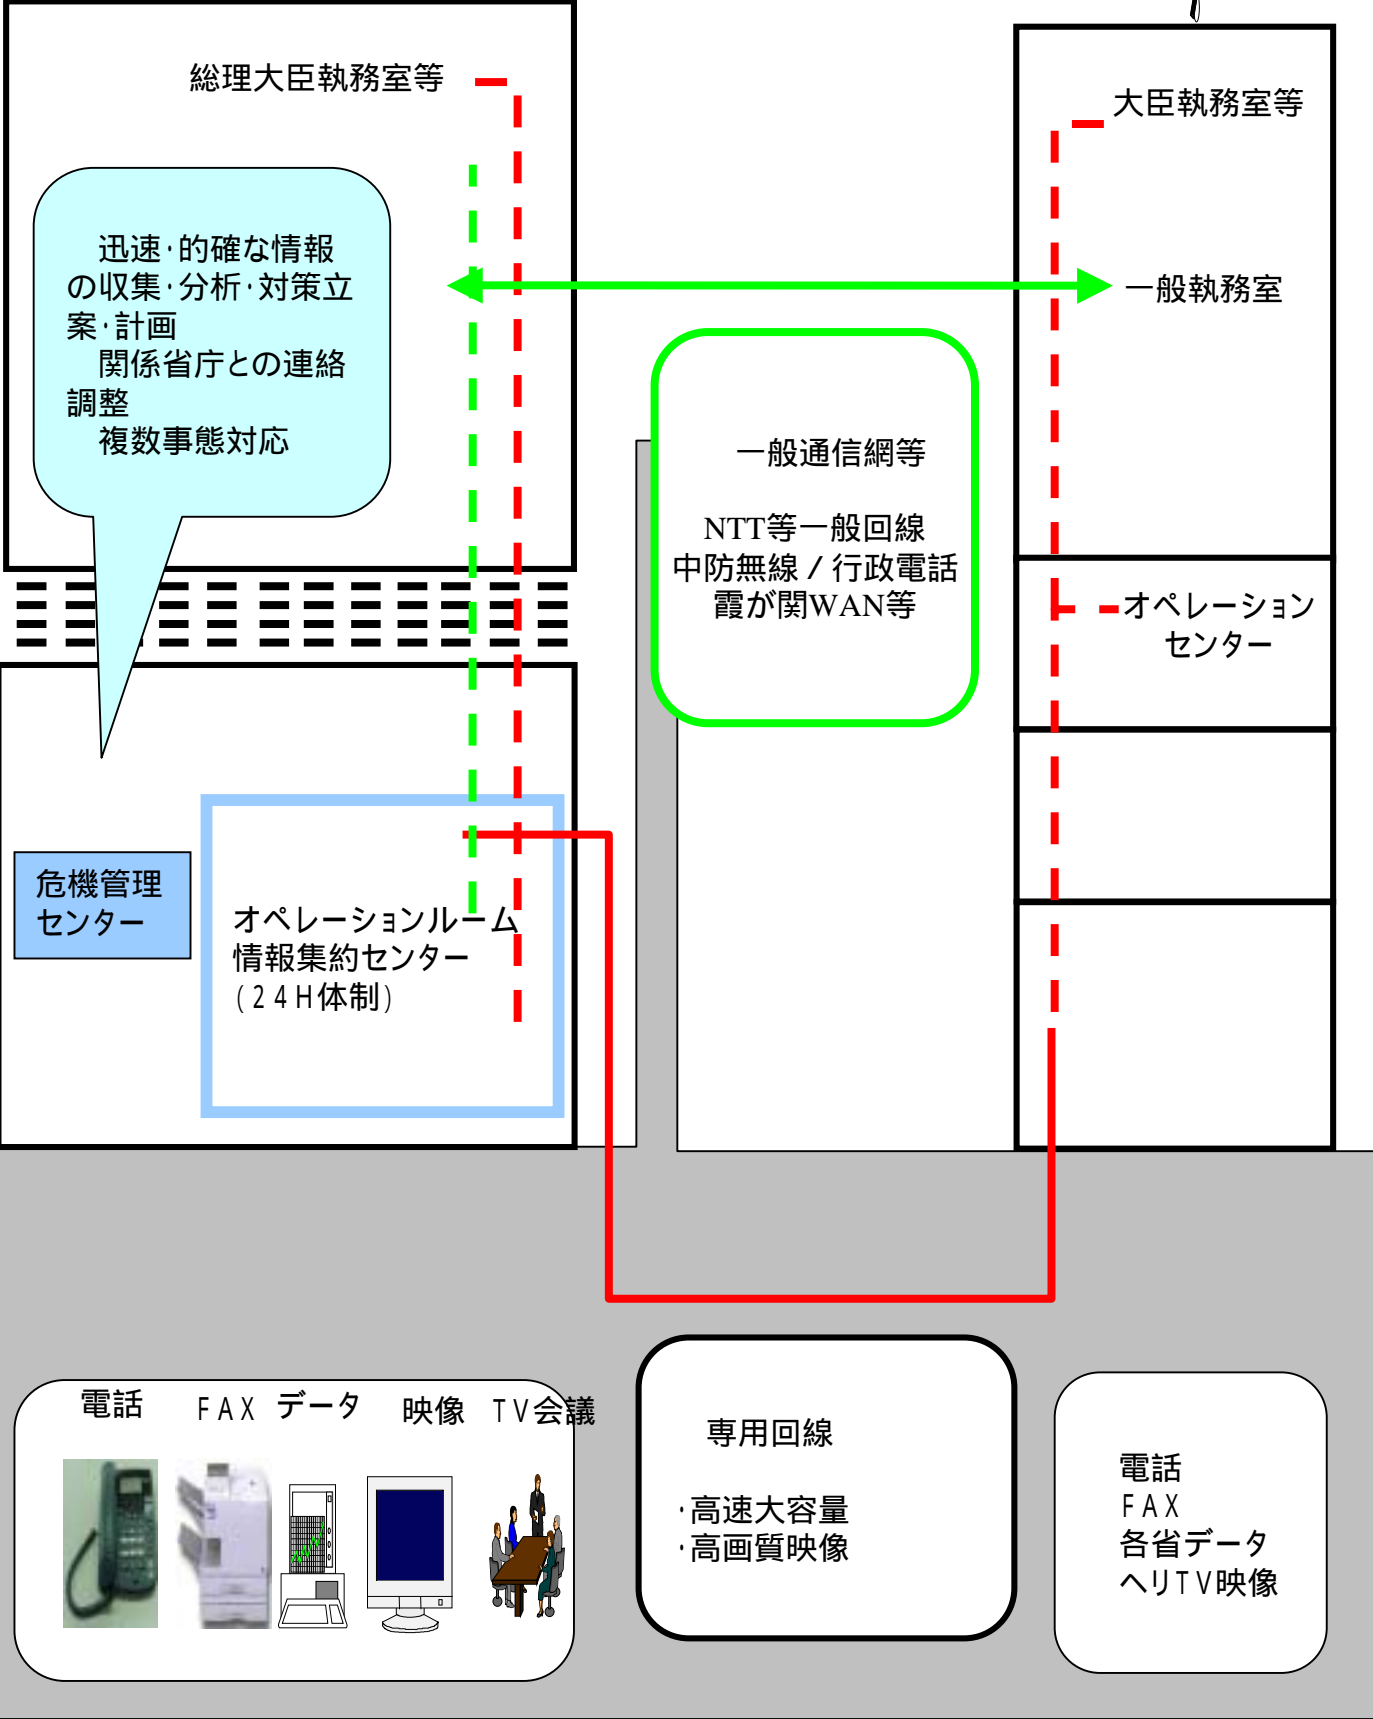 総理大臣執務室等
大臣執務室等
迅速・的確な情報
の収集・分析・対策立
案・計画
関係省庁との連絡
調整
複数事態対応
一般執務室
一般通信網等
NTT等一般回線
中防無線／行政電話
霞が関WAN等
オペレーション
センター
危機管理
センター
オペレーションルーム
情報集約センター
(24H体制)
電話
FAX
データ
映像
TV会議
専用回線
・高速大容量
・高画質映像
電話
FAX
各省データ
ヘリTV映像